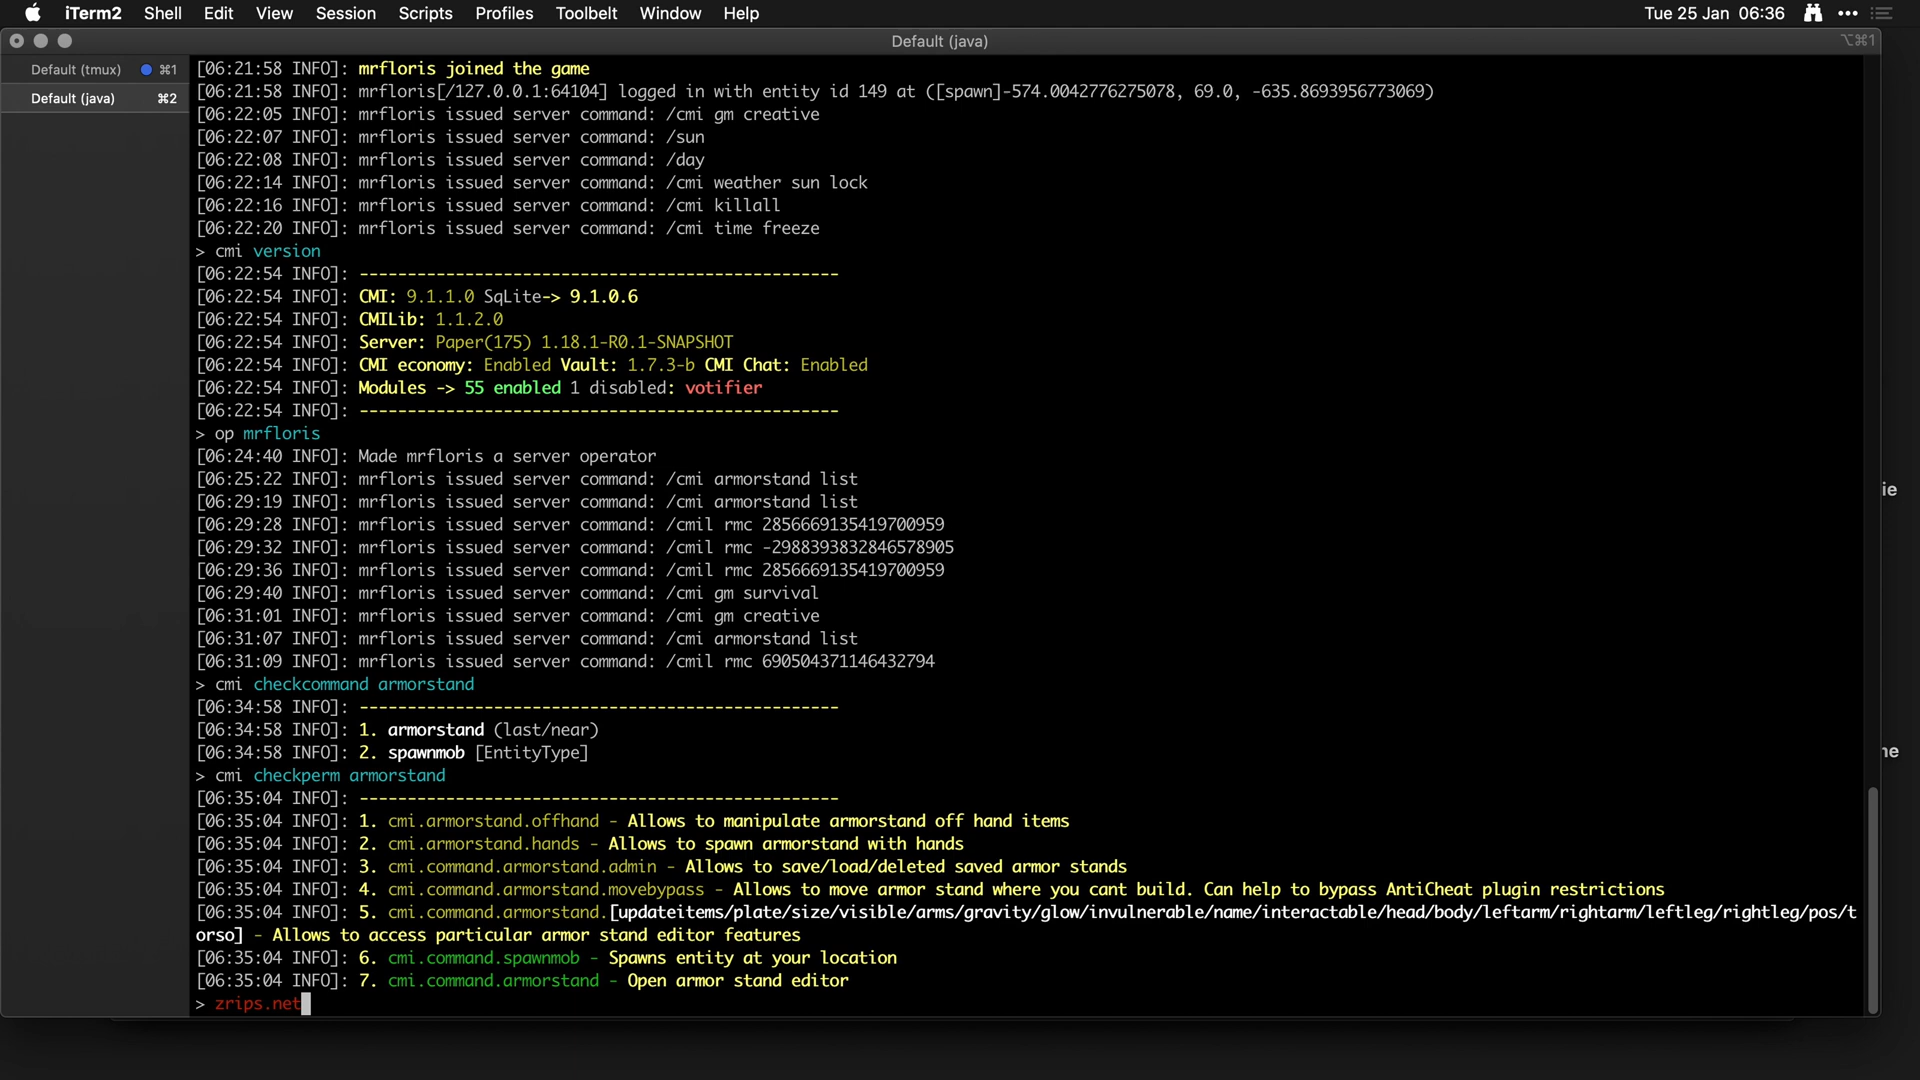 iTerm2 Shell Edit View Session Scripts Profiles Toolbelt Window Help Tue 25 Jan 06:36
Default (java) ⌥⌘1
Default (tmux) ⌘1
Default (java) ⌘2
[06:21:58 INFO]: mrfloris joined the game
[06:21:58 INFO]: mrfloris[/127.0.0.1:64104] logged in with entity id 149 at ([spawn]-574.0042776275078, 69.0, -635.8693956773069)
[06:22:05 INFO]: mrfloris issued server command: /cmi gm creative
[06:22:07 INFO]: mrfloris issued server command: /sun
[06:22:08 INFO]: mrfloris issued server command: /day
[06:22:14 INFO]: mrfloris issued server command: /cmi weather sun lock
[06:22:16 INFO]: mrfloris issued server command: /cmi killall
[06:22:20 INFO]: mrfloris issued server command: /cmi time freeze
> cmi version
[06:22:54 INFO]: --------------------------------------------------
[06:22:54 INFO]: CMI: 9.1.1.0 SqLite-> 9.1.0.6
[06:22:54 INFO]: CMILib: 1.1.2.0
[06:22:54 INFO]: Server: Paper(175) 1.18.1-R0.1-SNAPSHOT
[06:22:54 INFO]: CMI economy: Enabled Vault: 1.7.3-b CMI Chat: Enabled
[06:22:54 INFO]: Modules -> 55 enabled 1 disabled: votifier
[06:22:54 INFO]: --------------------------------------------------
> op mrfloris
[06:24:40 INFO]: Made mrfloris a server operator
[06:25:22 INFO]: mrfloris issued server command: /cmi armorstand list
[06:29:19 INFO]: mrfloris issued server command: /cmi armorstand list
[06:29:28 INFO]: mrfloris issued server command: /cmil rmc 2856669135419700959
[06:29:32 INFO]: mrfloris issued server command: /cmil rmc -2988393832846578905
[06:29:36 INFO]: mrfloris issued server command: /cmil rmc 2856669135419700959
[06:29:40 INFO]: mrfloris issued server command: /cmi gm survival
[06:31:01 INFO]: mrfloris issued server command: /cmi gm creative
[06:31:07 INFO]: mrfloris issued server command: /cmi armorstand list
[06:31:09 INFO]: mrfloris issued server command: /cmil rmc 690504371146432794
> cmi checkcommand armorstand
[06:34:58 INFO]: --------------------------------------------------
[06:34:58 INFO]: 1. armorstand (last/near)
[06:34:58 INFO]: 2. spawnmob [EntityType]
> cmi checkperm armorstand
[06:35:04 INFO]: --------------------------------------------------
[06:35:04 INFO]: 1. cmi.armorstand.offhand - Allows to manipulate armorstand off hand items
[06:35:04 INFO]: 2. cmi.armorstand.hands - Allows to spawn armorstand with hands
[06:35:04 INFO]: 3. cmi.command.armorstand.admin - Allows to save/load/deleted saved armor stands
[06:35:04 INFO]: 4. cmi.command.armorstand.movebypass - Allows to move armor stand where you cant build. Can help to bypass AntiCheat plugin restrictions
[06:35:04 INFO]: 5. cmi.command.armorstand.[updateitems/plate/size/visible/arms/gravity/glow/invulnerable/name/interactable/head/body/leftarm/rightarm/leftleg/rightleg/pos/t
orso] - Allows to access particular armor stand editor features
[06:35:04 INFO]: 6. cmi.command.spawnmob - Spawns entity at your location
[06:35:04 INFO]: 7. cmi.command.armorstand - Open armor stand editor
> zrips.net
ie